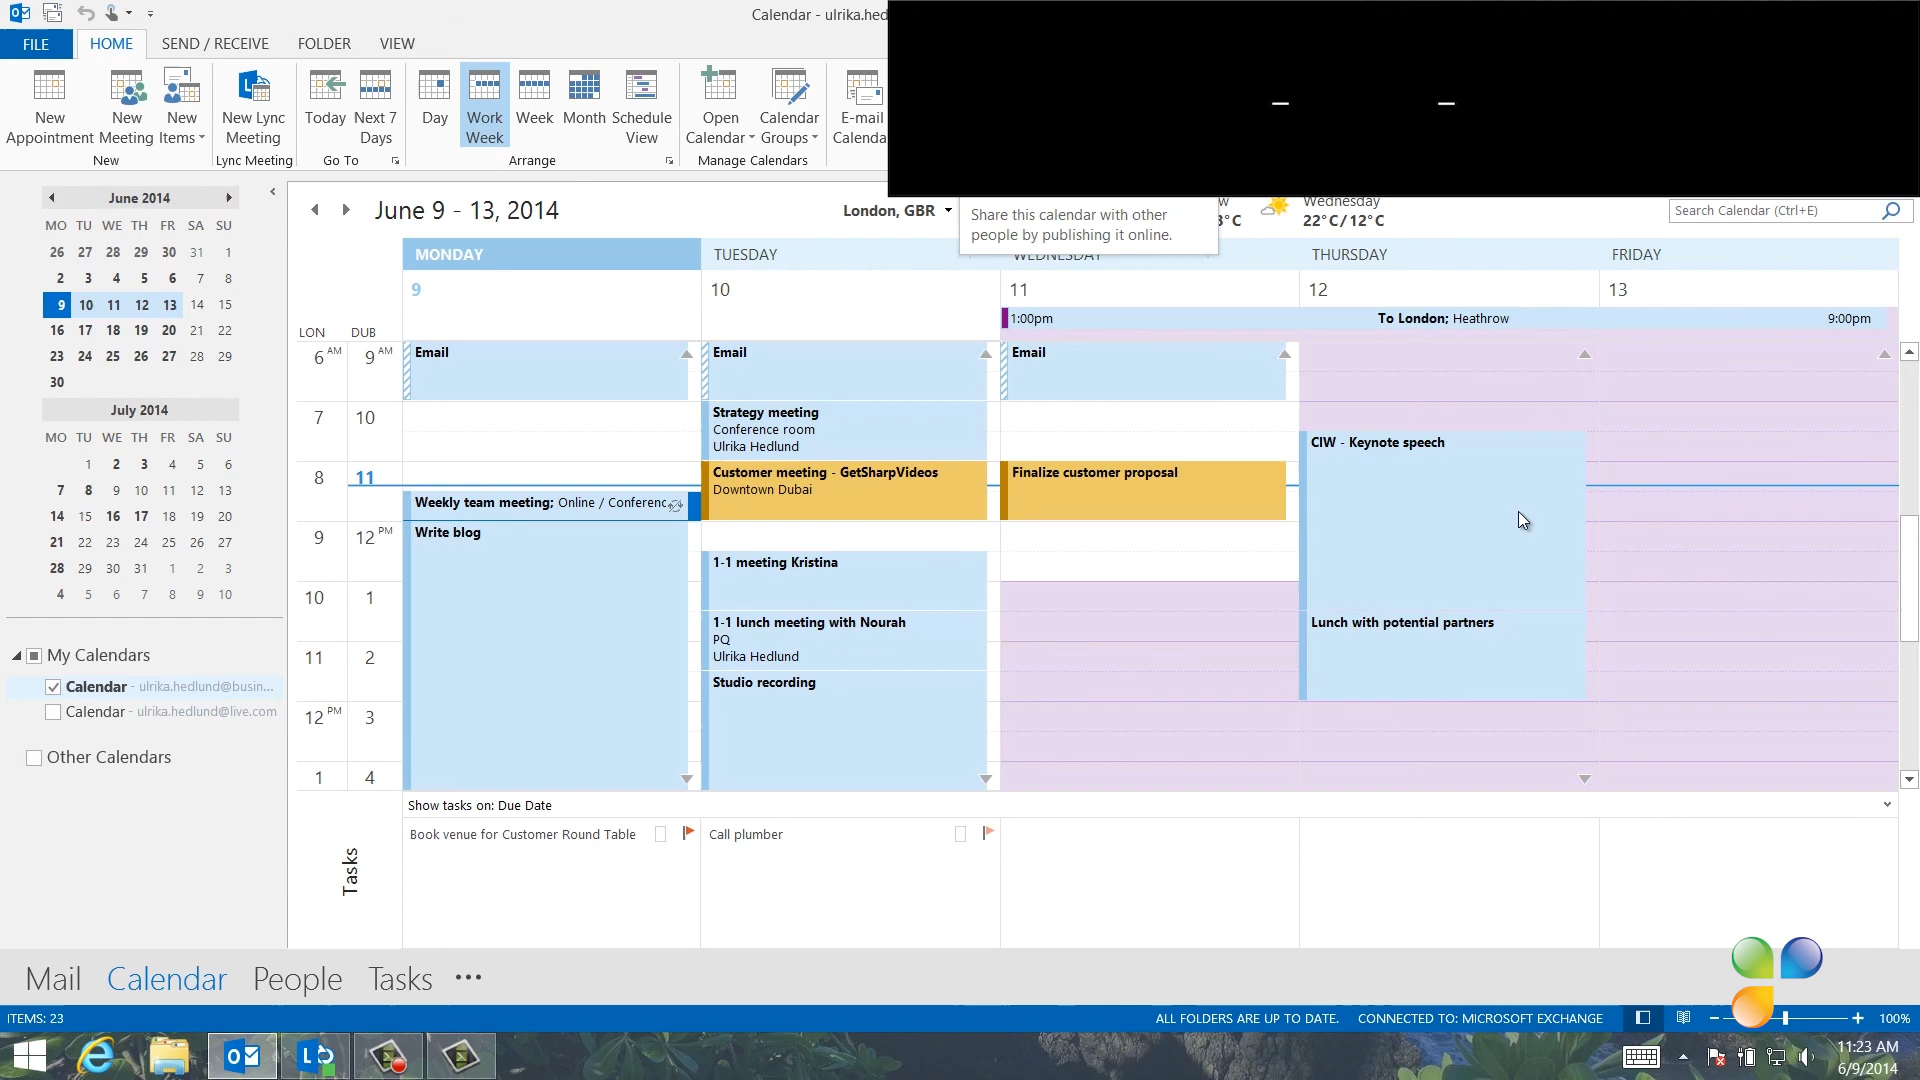 Calendar - ulrika.hed
FILE HOME SEND / RECEIVE FOLDER VIEW
New Appointment
New Meeting
New Items
New
New Lync Meeting
Lync Meeting
Today
Next 7 Days
Go To
Day
Work Week
Week
Month
Schedule View
Arrange
Open Calendar
Calendar Groups
Manage Calendars
E-mail
June 2014
MO TU WE TH FR SA SU
26 27 28 29 30 31 1
2 3 4 5 6 7 8
9 10 11 12 13 14 15
16 17 18 19 20 21 22
23 24 25 26 27 28 29
30
July 2014
MO TU WE TH FR SA SU
1 2 3 4 5 6
7 8 9 10 11 12 13
14 15 16 17 18 19 20
21 22 23 24 25 26 27
28 29 30 31 1 2 3
4 5 6 7 8 9 10
My Calendars
Calendar - ulrika.hedlund@busin...
Calendar - ulrika.hedlund@live.com
Other Calendars
June 9 - 13, 2014
London, GBR
Share this calendar with other
people by publishing it online.
Wednesday
22°C/12°C
Search Calendar (Ctrl+E)
MONDAY TUESDAY WEDNESDAY THURSDAY FRIDAY
9 10 11 12 13
1:00pm To London; Heathrow 9:00pm
LON DUB
6 AM 9 AM
7 10
8 11
9 12 PM
10 1
11 2
12 PM 3
1 4
Email
Weekly team meeting; Online / Conferenc
Write blog
Email
Strategy meeting
Conference room
Ulrika Hedlund
Customer meeting - GetSharpVideos
Downtown Dubai
1-1 meeting Kristina
1-1 lunch meeting with Nourah
PQ
Ulrika Hedlund
Studio recording
Email
Finalize customer proposal
CIW - Keynote speech
Lunch with potential partners
Show tasks on: Due Date
Tasks
Book venue for Customer Round Table
Call plumber
Mail Calendar People Tasks •••
ITEMS: 23
ALL FOLDERS ARE UP TO DATE. CONNECTED TO: MICROSOFT EXCHANGE
100%
11:23 AM
6/9/2014